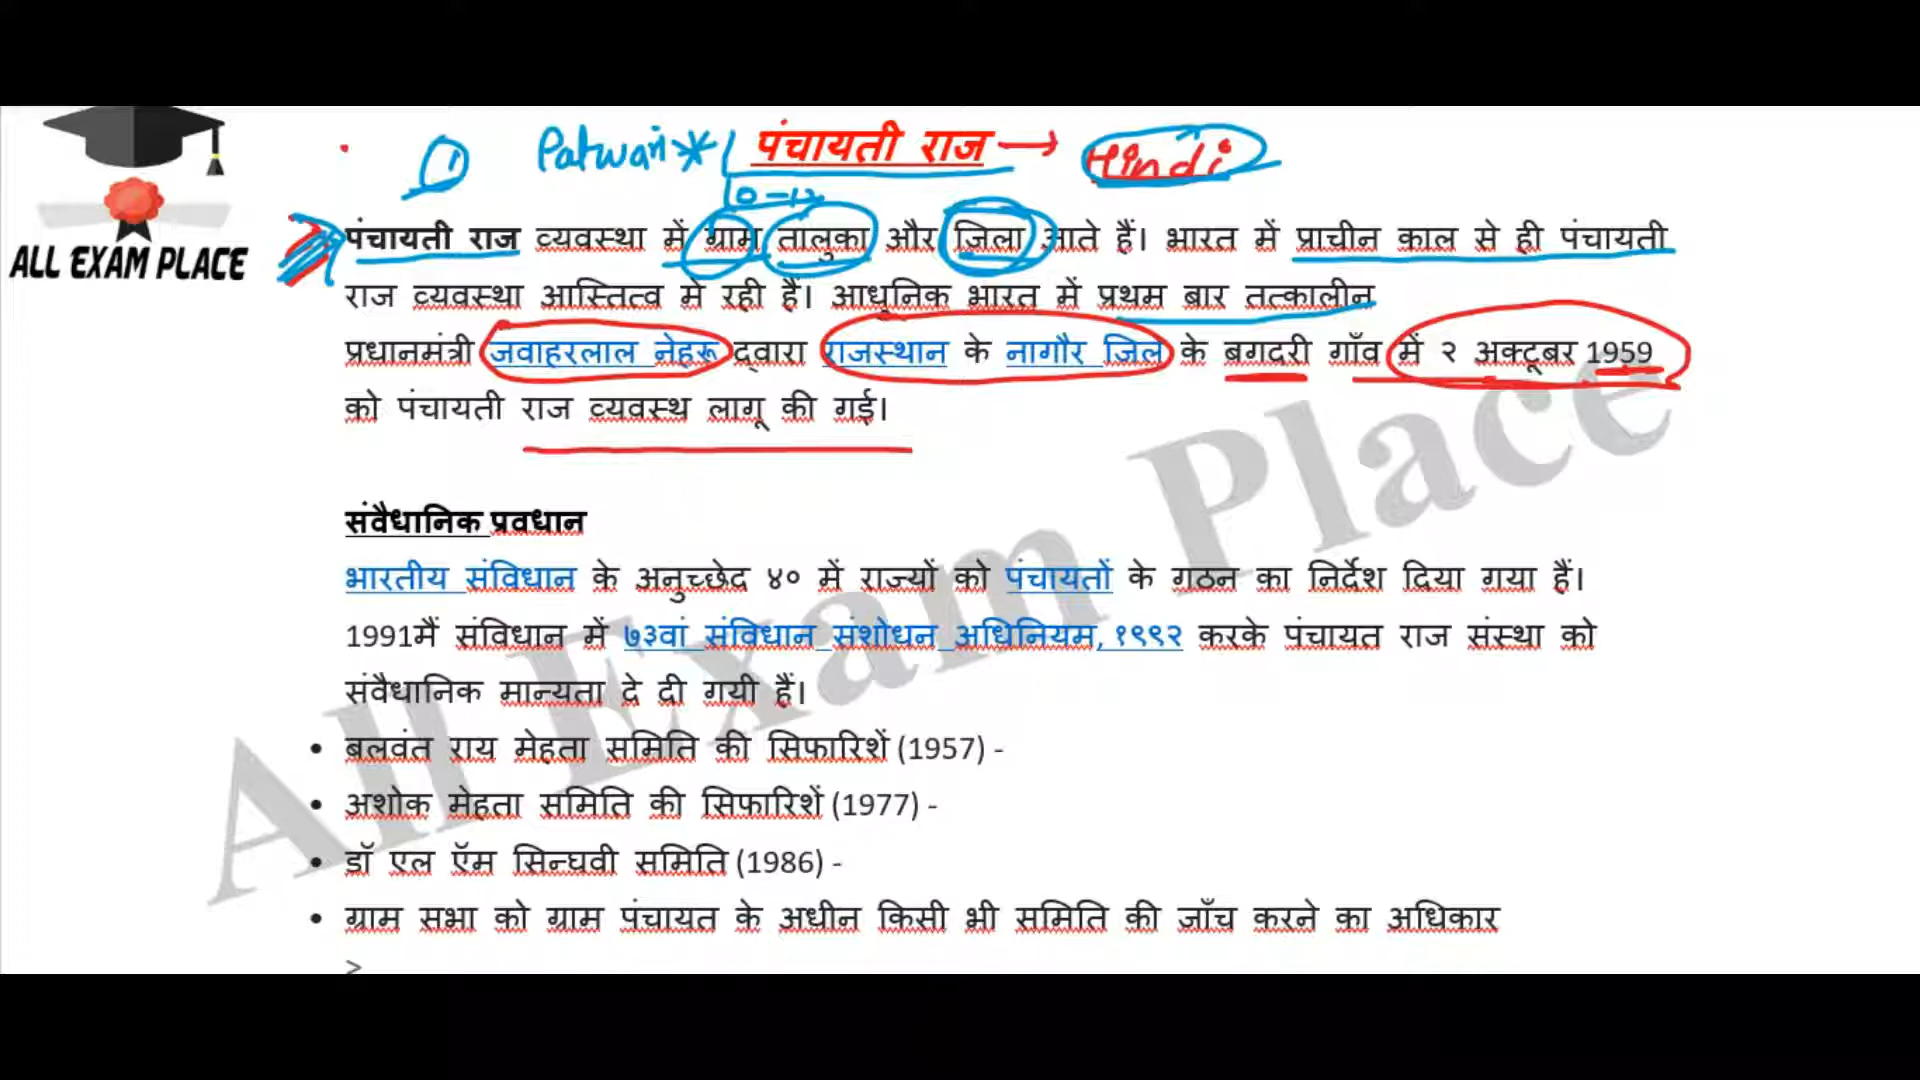 ALL EXAM PLACE
1 Patwari * पंचायती राज → Hindi
0-12
पंचायती राज व्यवस्था में ग्राम तालुका और जिला आते हैं। भारत में प्राचीन काल से ही पंचायती
राज व्यवस्था आस्तित्व में रही हैं। आधुनिक भारत में प्रथम बार तत्कालीन
प्रधानमंत्री जवाहरलाल नेहरू द्वारा राजस्थान के नागौर जिले के बगदरी गाँव में २ अक्टूबर 1959
को पंचायती राज व्यवस्थ लागू की गई।
संवैधानिक प्रवधान
भारतीय संविधान के अनुच्छेद ४० में राज्यों को पंचायतों के गठन का निर्देश दिया गया हैं।
1991मैं संविधान में ७३वां संविधान संशोधन अधिनियम, १९९२ करके पंचायत राज संस्था को
संवैधानिक मान्यता दे दी गयी हैं।
• बलवंत राय मेहता समिति की सिफारिशें (1957) -
• अशोक मेहता समिति की सिफारिशें (1977) -
• डॉ एल ऍम सिन्घवी समिति (1986) -
• ग्राम सभा को ग्राम पंचायत के अधीन किसी भी समिति की जाँच करने का अधिकार
>
All Exam Place